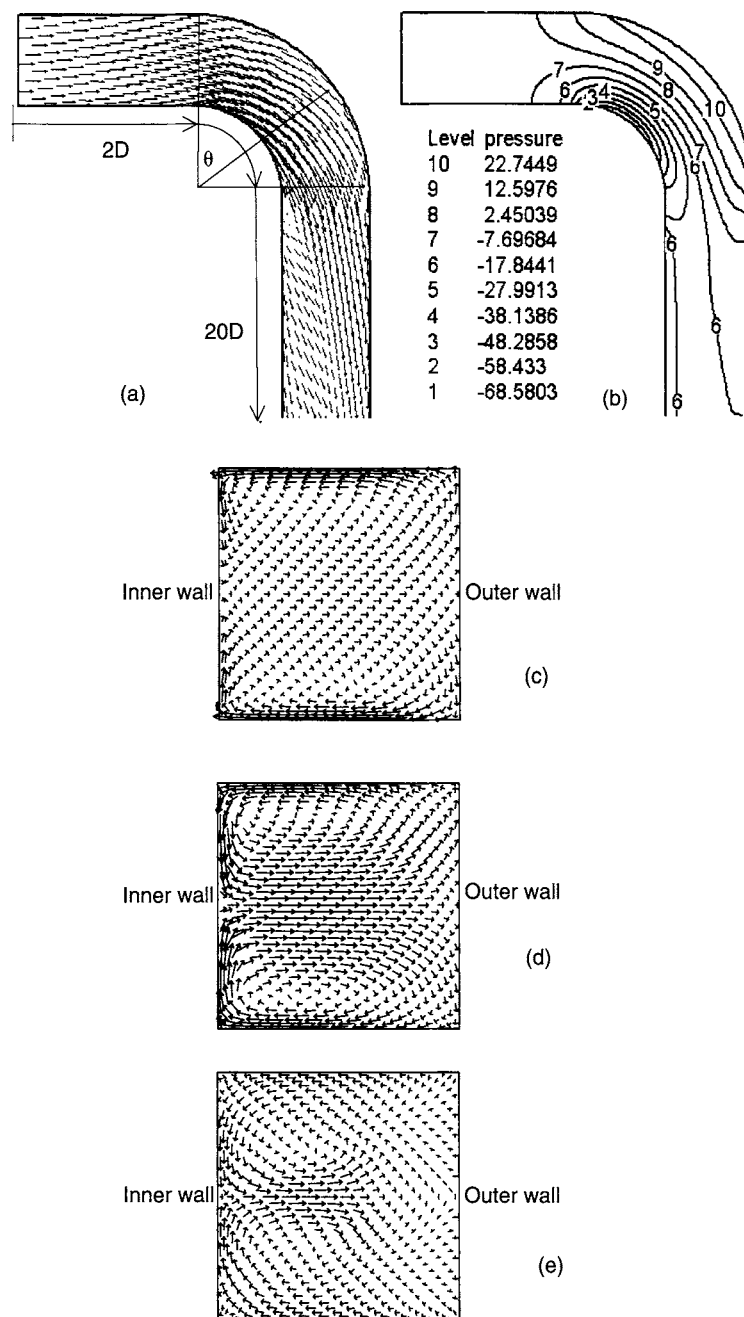 2D
θ
20D
(a)
9
7
8
6
10
3
4
2
5
7
6
6
6
6
Level pressure
10 22.7449
9 12.5976
8 2.45039
7 -7.69684
6 -17.8441
5 -27.9913
4 -38.1386
3 -48.2858
2 -58.433
1 -68.5803
(b)
Inner wall
Outer wall
(c)
Inner wall
Outer wall
(d)
Inner wall
Outer wall
(e)